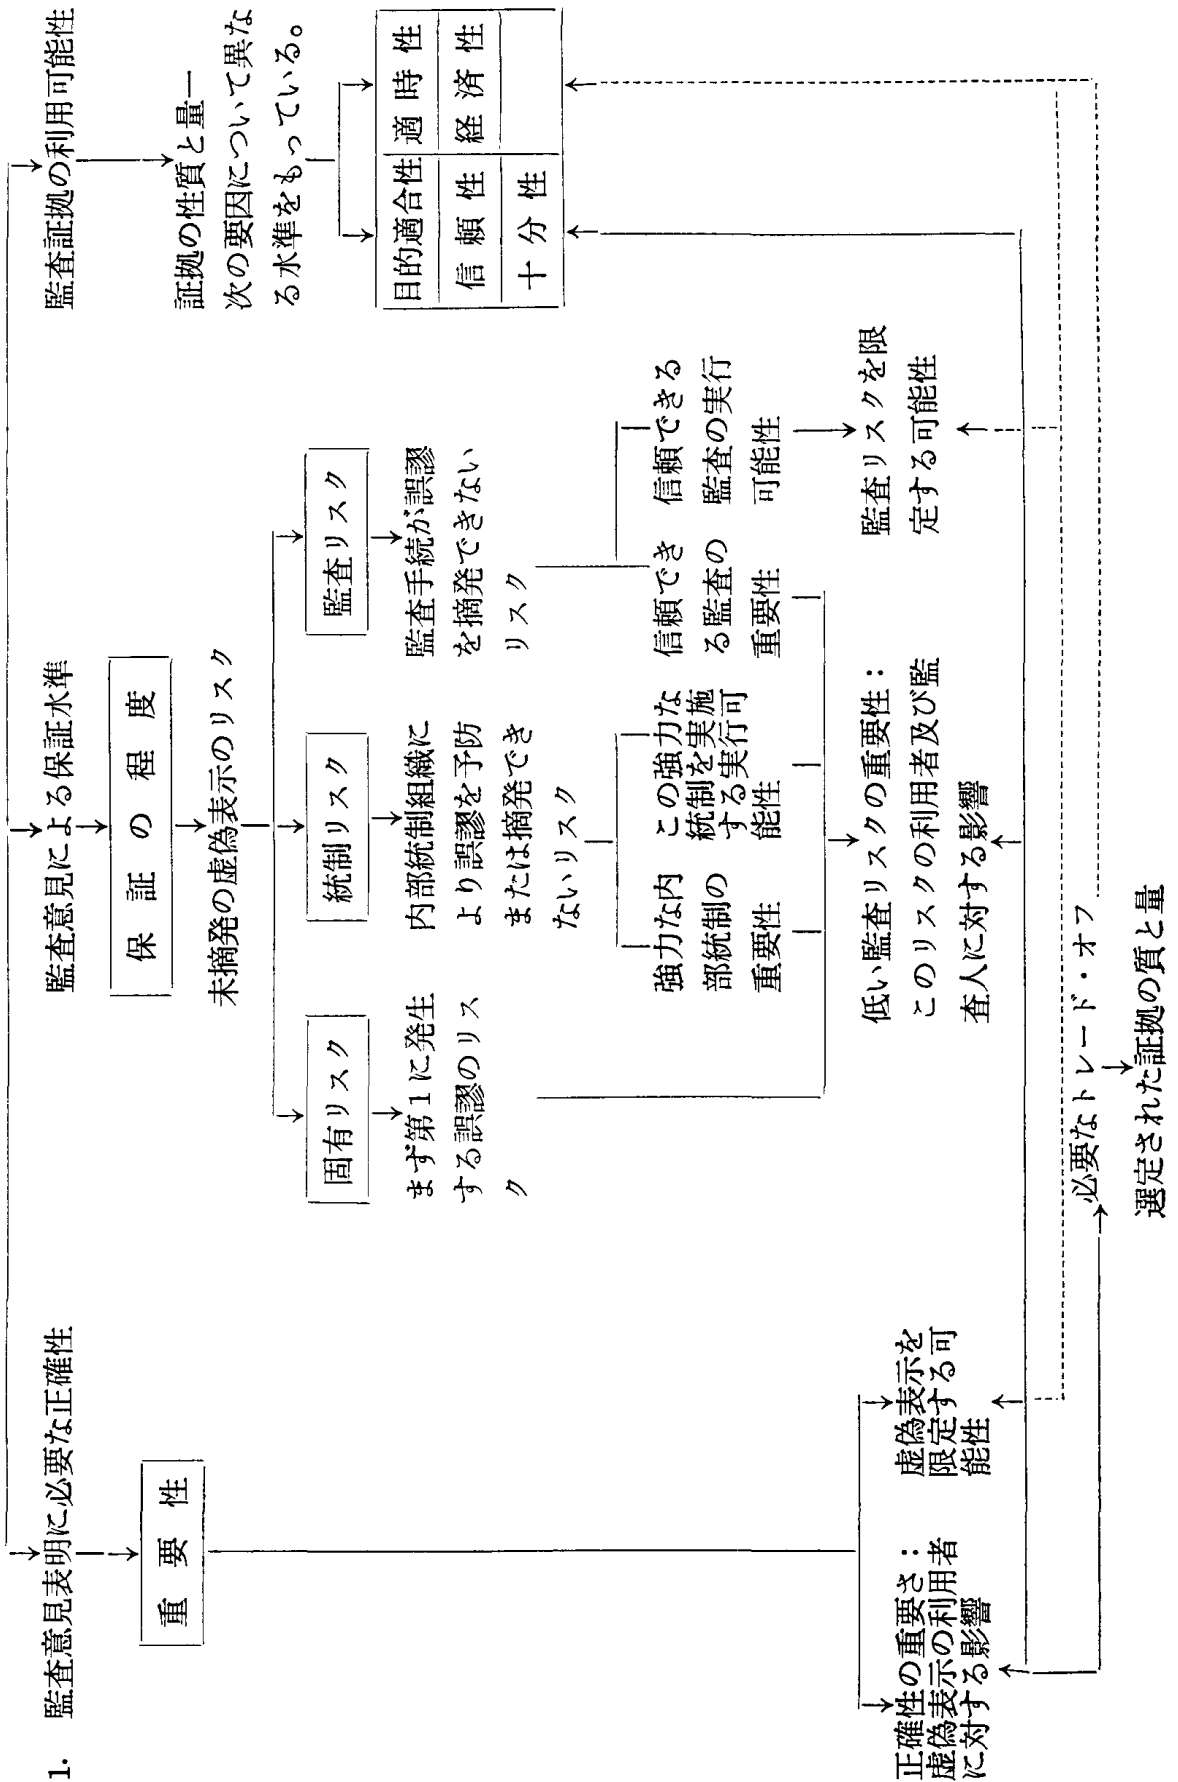 1. 監査意見表明に必要な正確性
監査意見による保証水準
監査証拠の利用可能性
重要性
保証の程度
証拠の性質と量—
次の要因について異な
る水準をもっている。
未摘発の虚偽表示のリスク
固有リスク
統制リスク
監査リスク
目的適合性
適時性
信頼性
経済性
十分性
まず第1に発生
する誤謬のリス
ク
内部統制組織に
より誤謬を予防
または摘発でき
ないリスク
監査手続が誤謬
を摘発できない
リスク
強力な内
部統制の
重要性
この強力な
統制を実施
する実行可
能性
信頼でき
る監査の
重要性
信頼できる
監査の実行
可能性
正確性の重要さ：
虚偽表示の利用者
に対する影響
虚偽表示を
限定する可
能性
低い監査リスクの重要性：
このリスクの利用者及び監
査人に対する影響
監査リスクを限
定する可能性
必要なトレード・オフ
選定された証拠の質と量